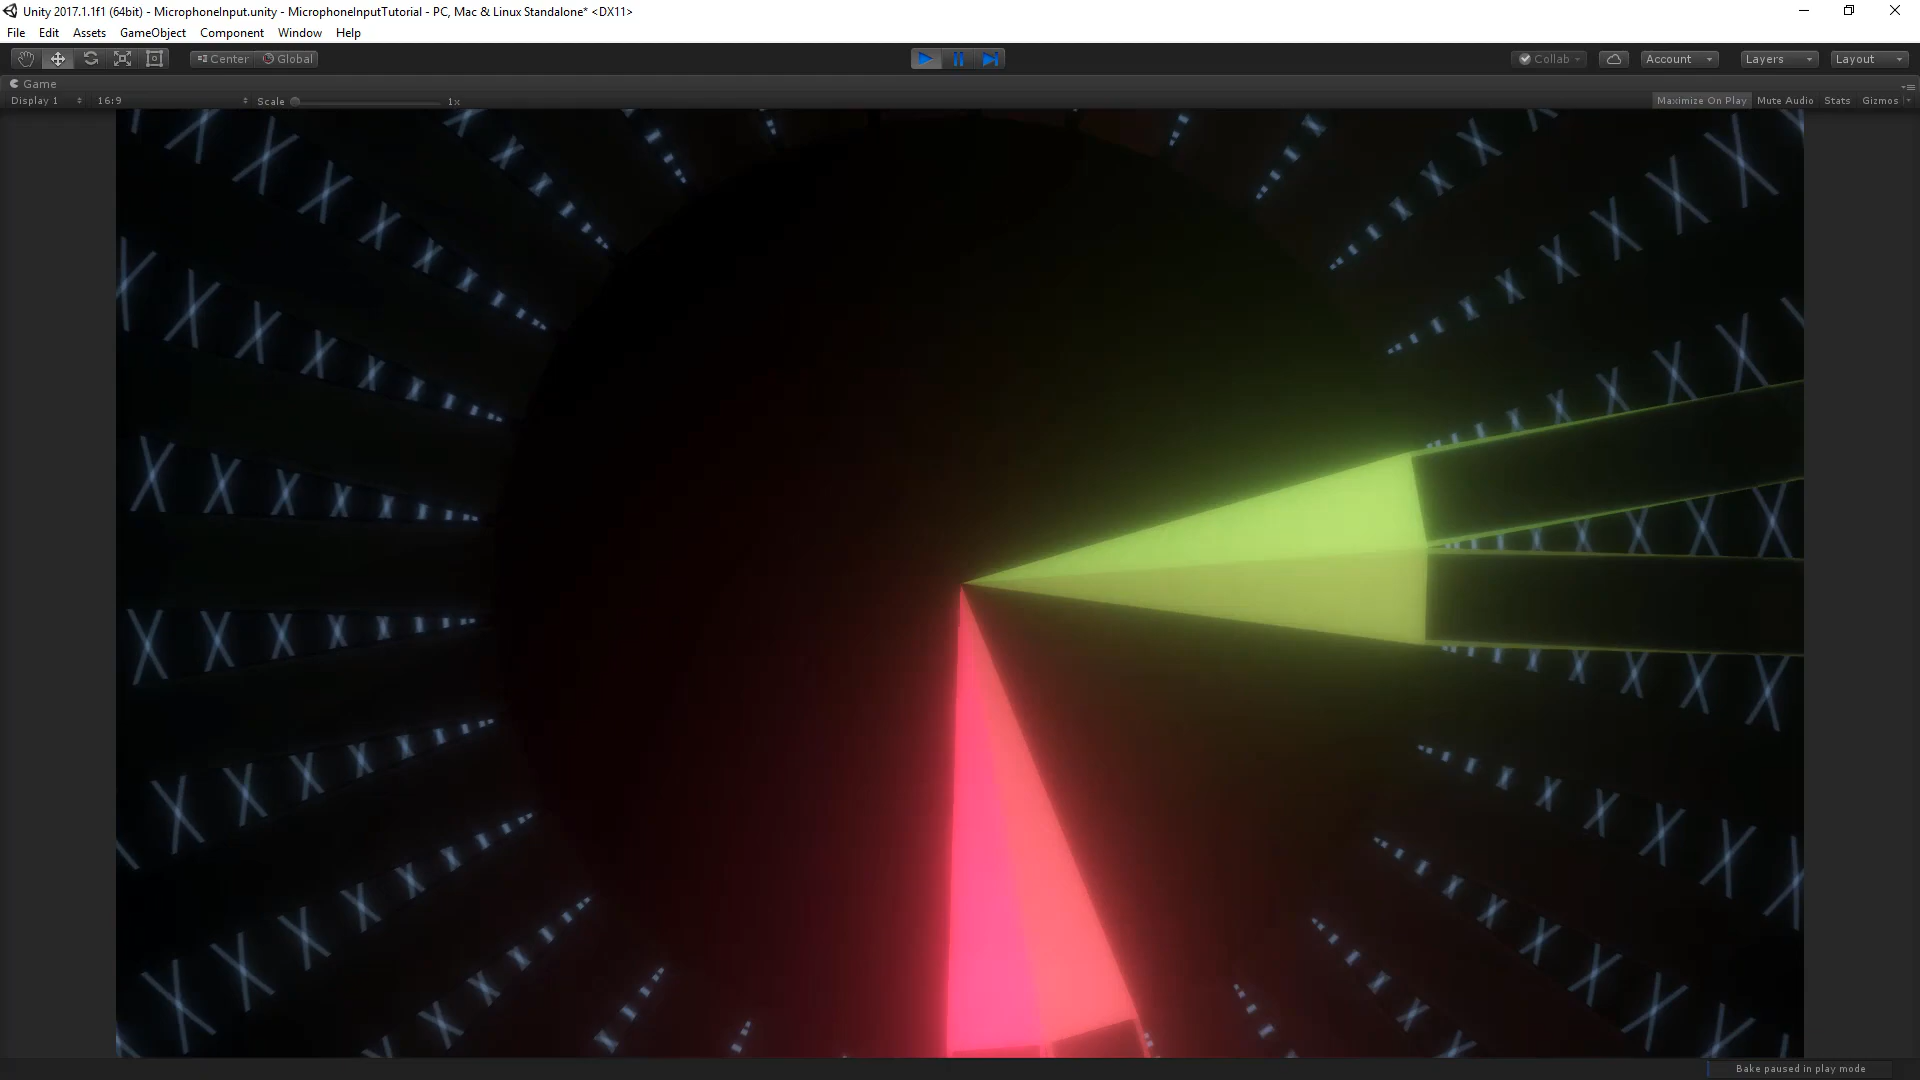 Unity 2017.1.1f1 (64bit) - MicrophoneInput.unity - MicrophoneInputTutorial - PC, Mac & Linux Standalone* <DX11>
File Edit Assets GameObject Component Window Help
Center Global Collab Account Layers Layout
Game
Display 1 16:9 Scale 1x Maximize On Play Mute Audio Stats Gizmos
Bake paused in play mode